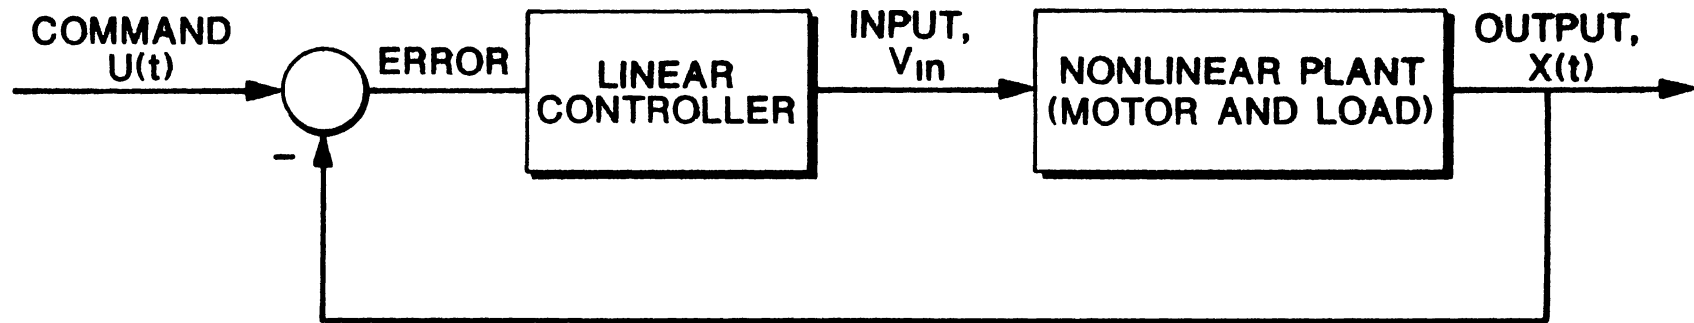 COMMAND
U(t)
ERROR
LINEAR
CONTROLLER
INPUT,
Vin
NONLINEAR PLANT
(MOTOR AND LOAD)
OUTPUT,
X(t)
−